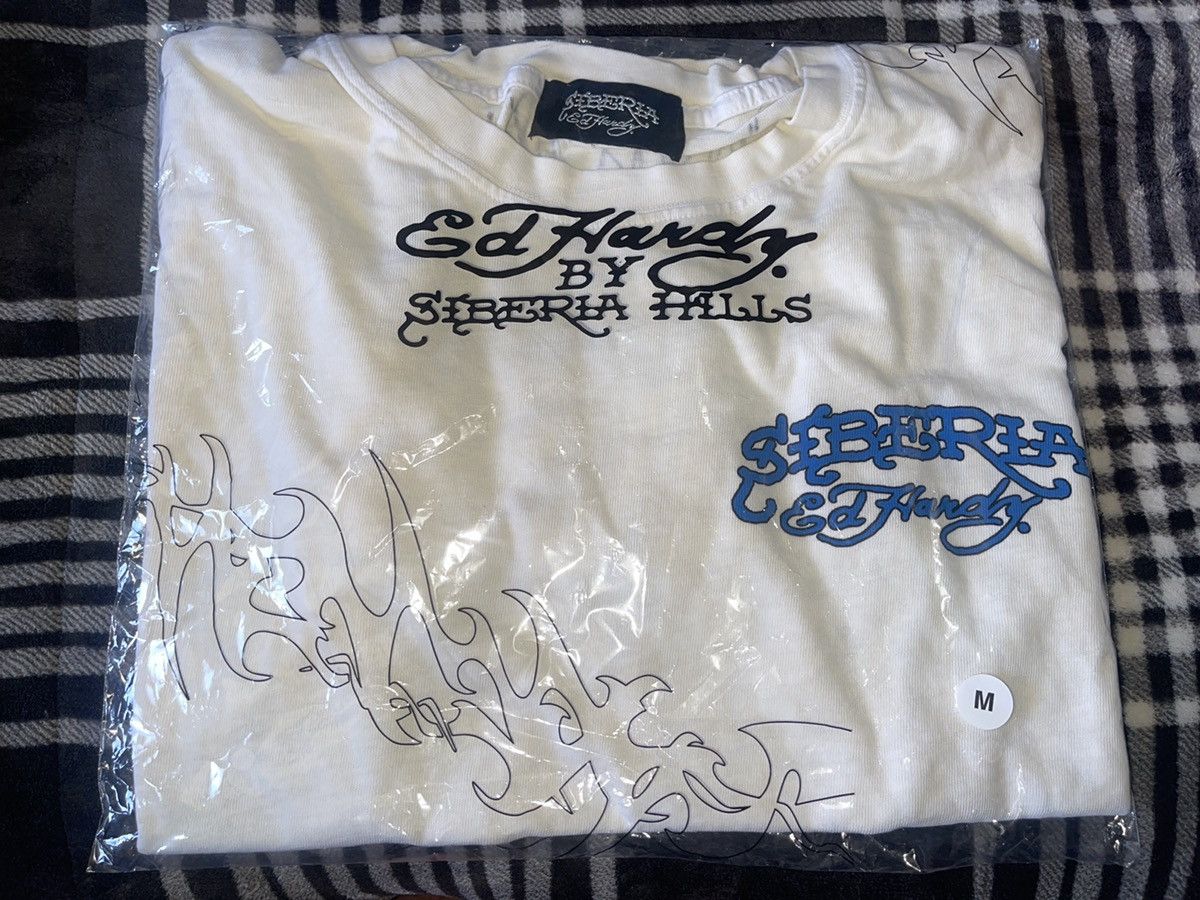 SIBERIA
Ed Hardy.
Ed Hardy.
BY
SIBERIA HILLS
SIBERIA
Ed Hardy.
M